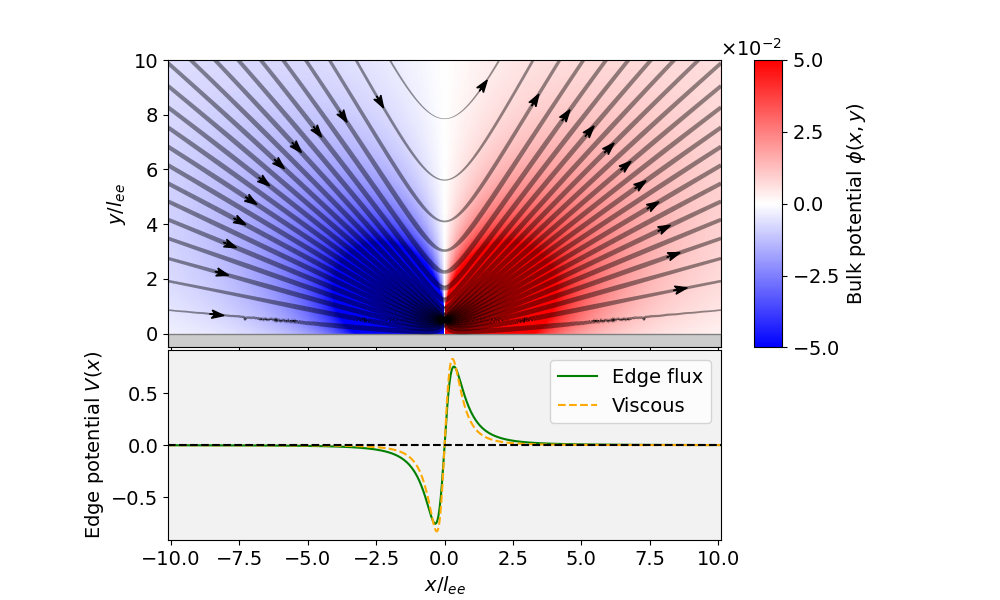 ×10⁻²
10
8
6
4
2
0
y/l_ee
5.0
2.5
0.0
−2.5
−5.0
Bulk potential ϕ(x, y)
0.5
0.0
−0.5
Edge potential V(x)
Edge flux
Viscous
−10.0 −7.5 −5.0 −2.5 0.0 2.5 5.0 7.5 10.0
x/l_ee